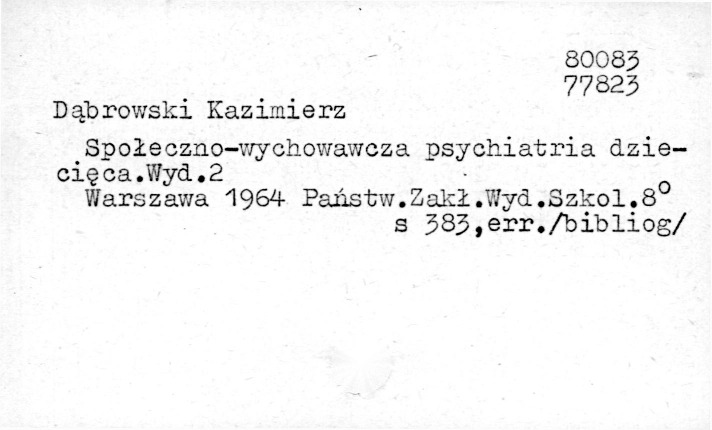 80083
77823
Dąbrowski Kazimierz
Społeczno-wychowawcza psychiatria dzie-
cięca.Wyd.2
Warszawa 1964 Państw.Zakł.Wyd.Szkol.8°
s 383,err./bibliog/